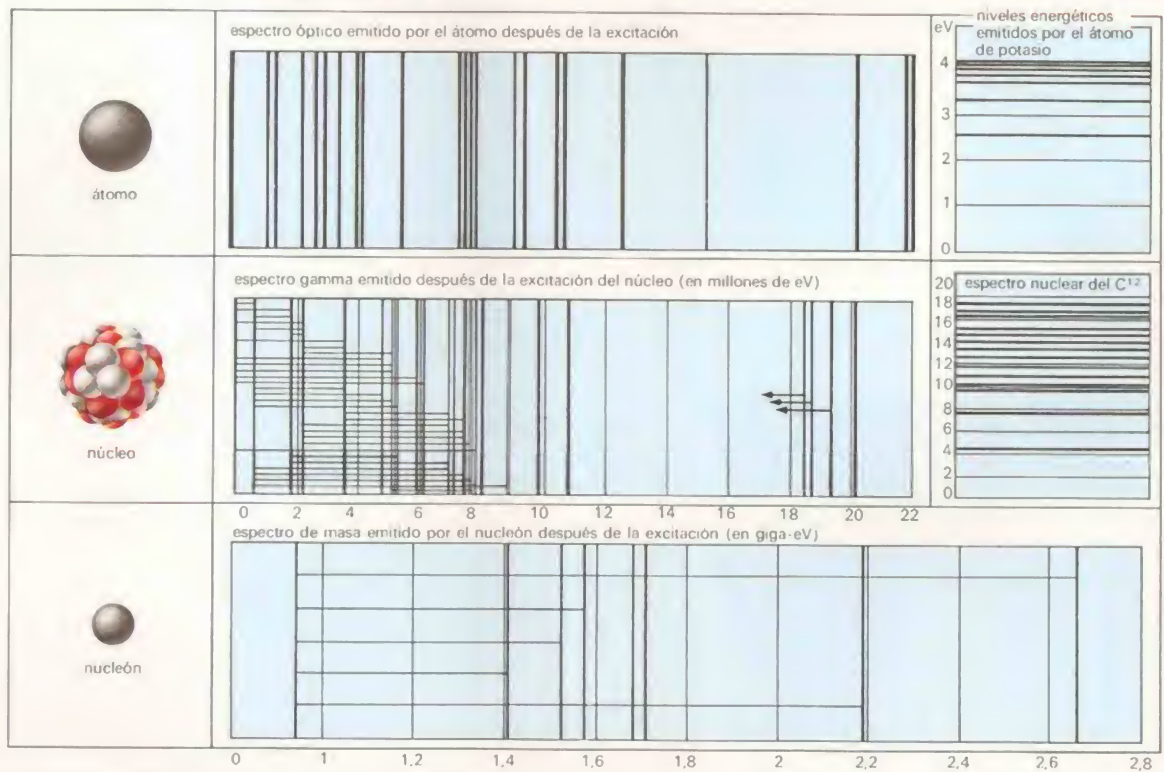 espectro óptico emitido por el átomo después de la excitación
niveles energéticos
emitidos por el átomo
de potasio
eV
4
3
2
1
0
átomo
espectro gamma emitido después de la excitación del núcleo (en millones de eV)
espectro nuclear del C¹²
20
18
16
14
12
10
8
6
4
2
0
núcleo
0 2 4 6 8 10 12 14 16 18 20 22
espectro de masa emitido por el nucleón después de la excitación (en giga-eV)
nucleón
0 1 1,2 1,4 1,6 1,8 2 2,2 2,4 2,6 2,8